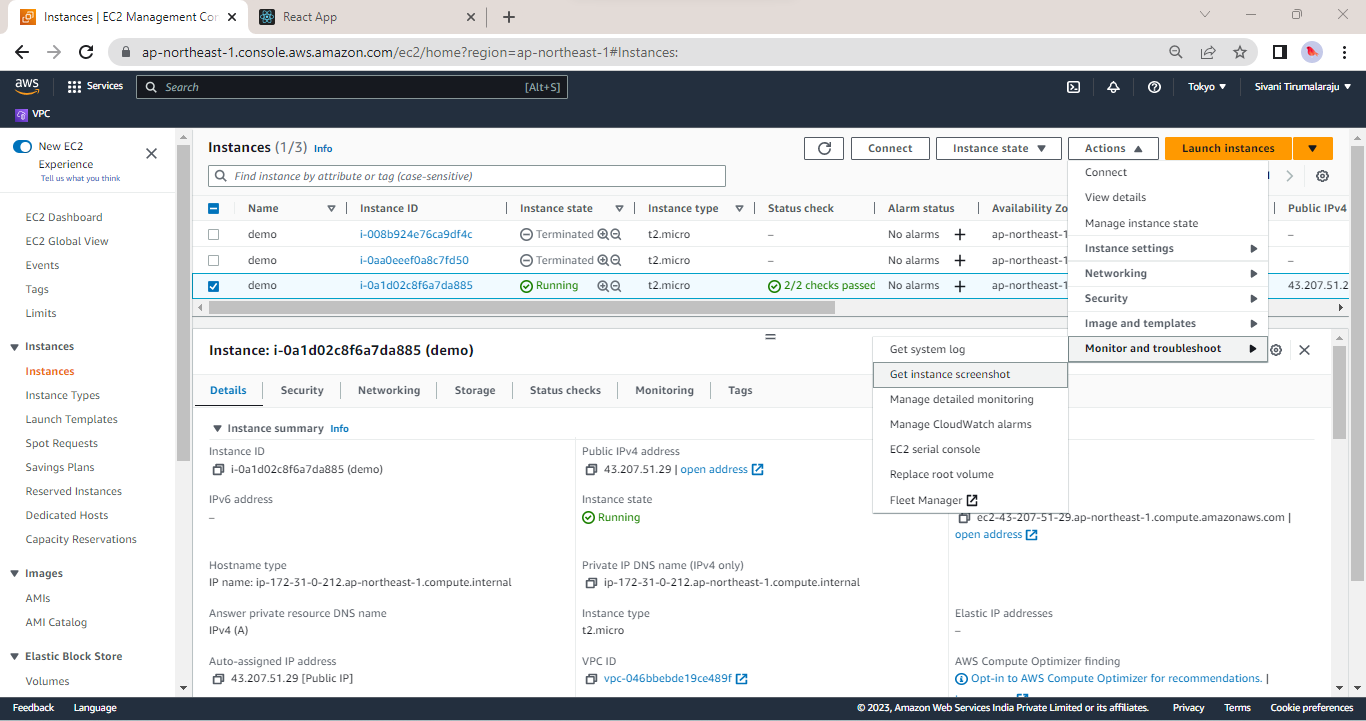 Instances | EC2 Management Con
React App
ap-northeast-1.console.aws.amazon.com/ec2/home?region=ap-northeast-1#Instances:
aws
Services
Search
[Alt+S]
Tokyo
Sivani Tirumalaraju
VPC
New EC2
Experience
Tell us what you think
EC2 Dashboard
EC2 Global View
Events
Tags
Limits
Instances
Instances
Instance Types
Launch Templates
Spot Requests
Savings Plans
Reserved Instances
Dedicated Hosts
Capacity Reservations
Images
AMIs
AMI Catalog
Elastic Block Store
Volumes
Instances (1/3) Info
Connect
Instance state
Actions
Launch instances
Find instance by attribute or tag (case-sensitive)
Name Instance ID Instance state Instance type Status check Alarm status Availability Zo Public IPv4
demo i-008b924e76ca9df4c Terminated t2.micro – No alarms + ap-northeast-1 –
demo i-0aa0eeef0a8c7fd50 Terminated t2.micro – No alarms + ap-northeast-1 –
demo i-0a1d02c8f6a7da885 Running t2.micro 2/2 checks passed No alarms + ap-northeast-1 43.207.51.2
Connect
View details
Manage instance state
Instance settings
Networking
Security
Image and templates
Monitor and troubleshoot
Get system log
Get instance screenshot
Manage detailed monitoring
Manage CloudWatch alarms
EC2 serial console
Replace root volume
Fleet Manager
Instance: i-0a1d02c8f6a7da885 (demo)
Details Security Networking Storage Status checks Monitoring Tags
Instance summary Info
Instance ID
i-0a1d02c8f6a7da885 (demo)
Public IPv4 address
43.207.51.29 | open address
IPv6 address
–
Instance state
Running
ec2-43-207-51-29.ap-northeast-1.compute.amazonaws.com |
open address
Hostname type
IP name: ip-172-31-0-212.ap-northeast-1.compute.internal
Private IP DNS name (IPv4 only)
ip-172-31-0-212.ap-northeast-1.compute.internal
Answer private resource DNS name
IPv4 (A)
Instance type
t2.micro
Elastic IP addresses
–
Auto-assigned IP address
43.207.51.29 [Public IP]
VPC ID
vpc-046bbebde19ce489f
AWS Compute Optimizer finding
Opt-in to AWS Compute Optimizer for recommendations. |
Feedback Language © 2023, Amazon Web Services India Private Limited or its affiliates. Privacy Terms Cookie preferences